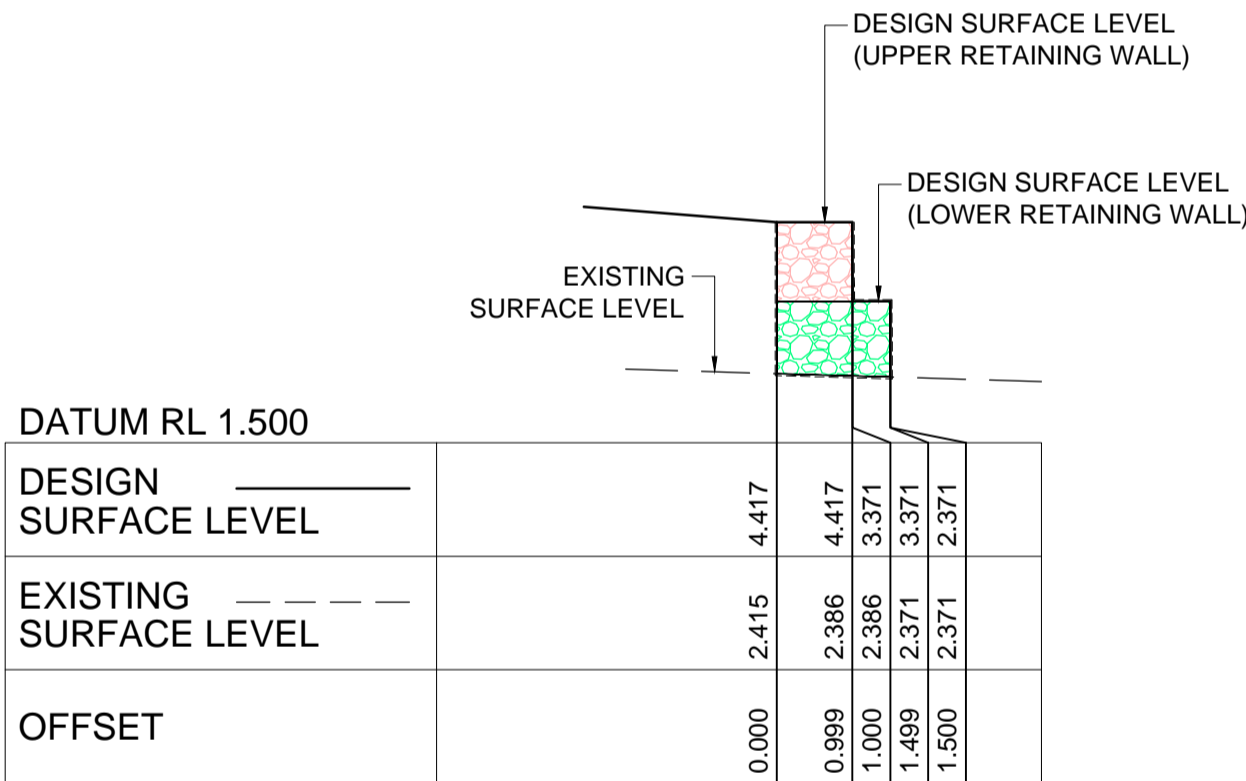 DESIGN SURFACE LEVEL
(UPPER RETAINING WALL)
DESIGN SURFACE LEVEL
(LOWER RETAINING WALL)
EXISTING
SURFACE LEVEL
DATUM RL 1.500
DESIGN
SURFACE LEVEL
4.417
4.417
3.371
3.371
2.371
EXISTING
SURFACE LEVEL
2.415
2.386
2.386
2.371
2.371
OFFSET
0.000
0.999
1.000
1.499
1.500